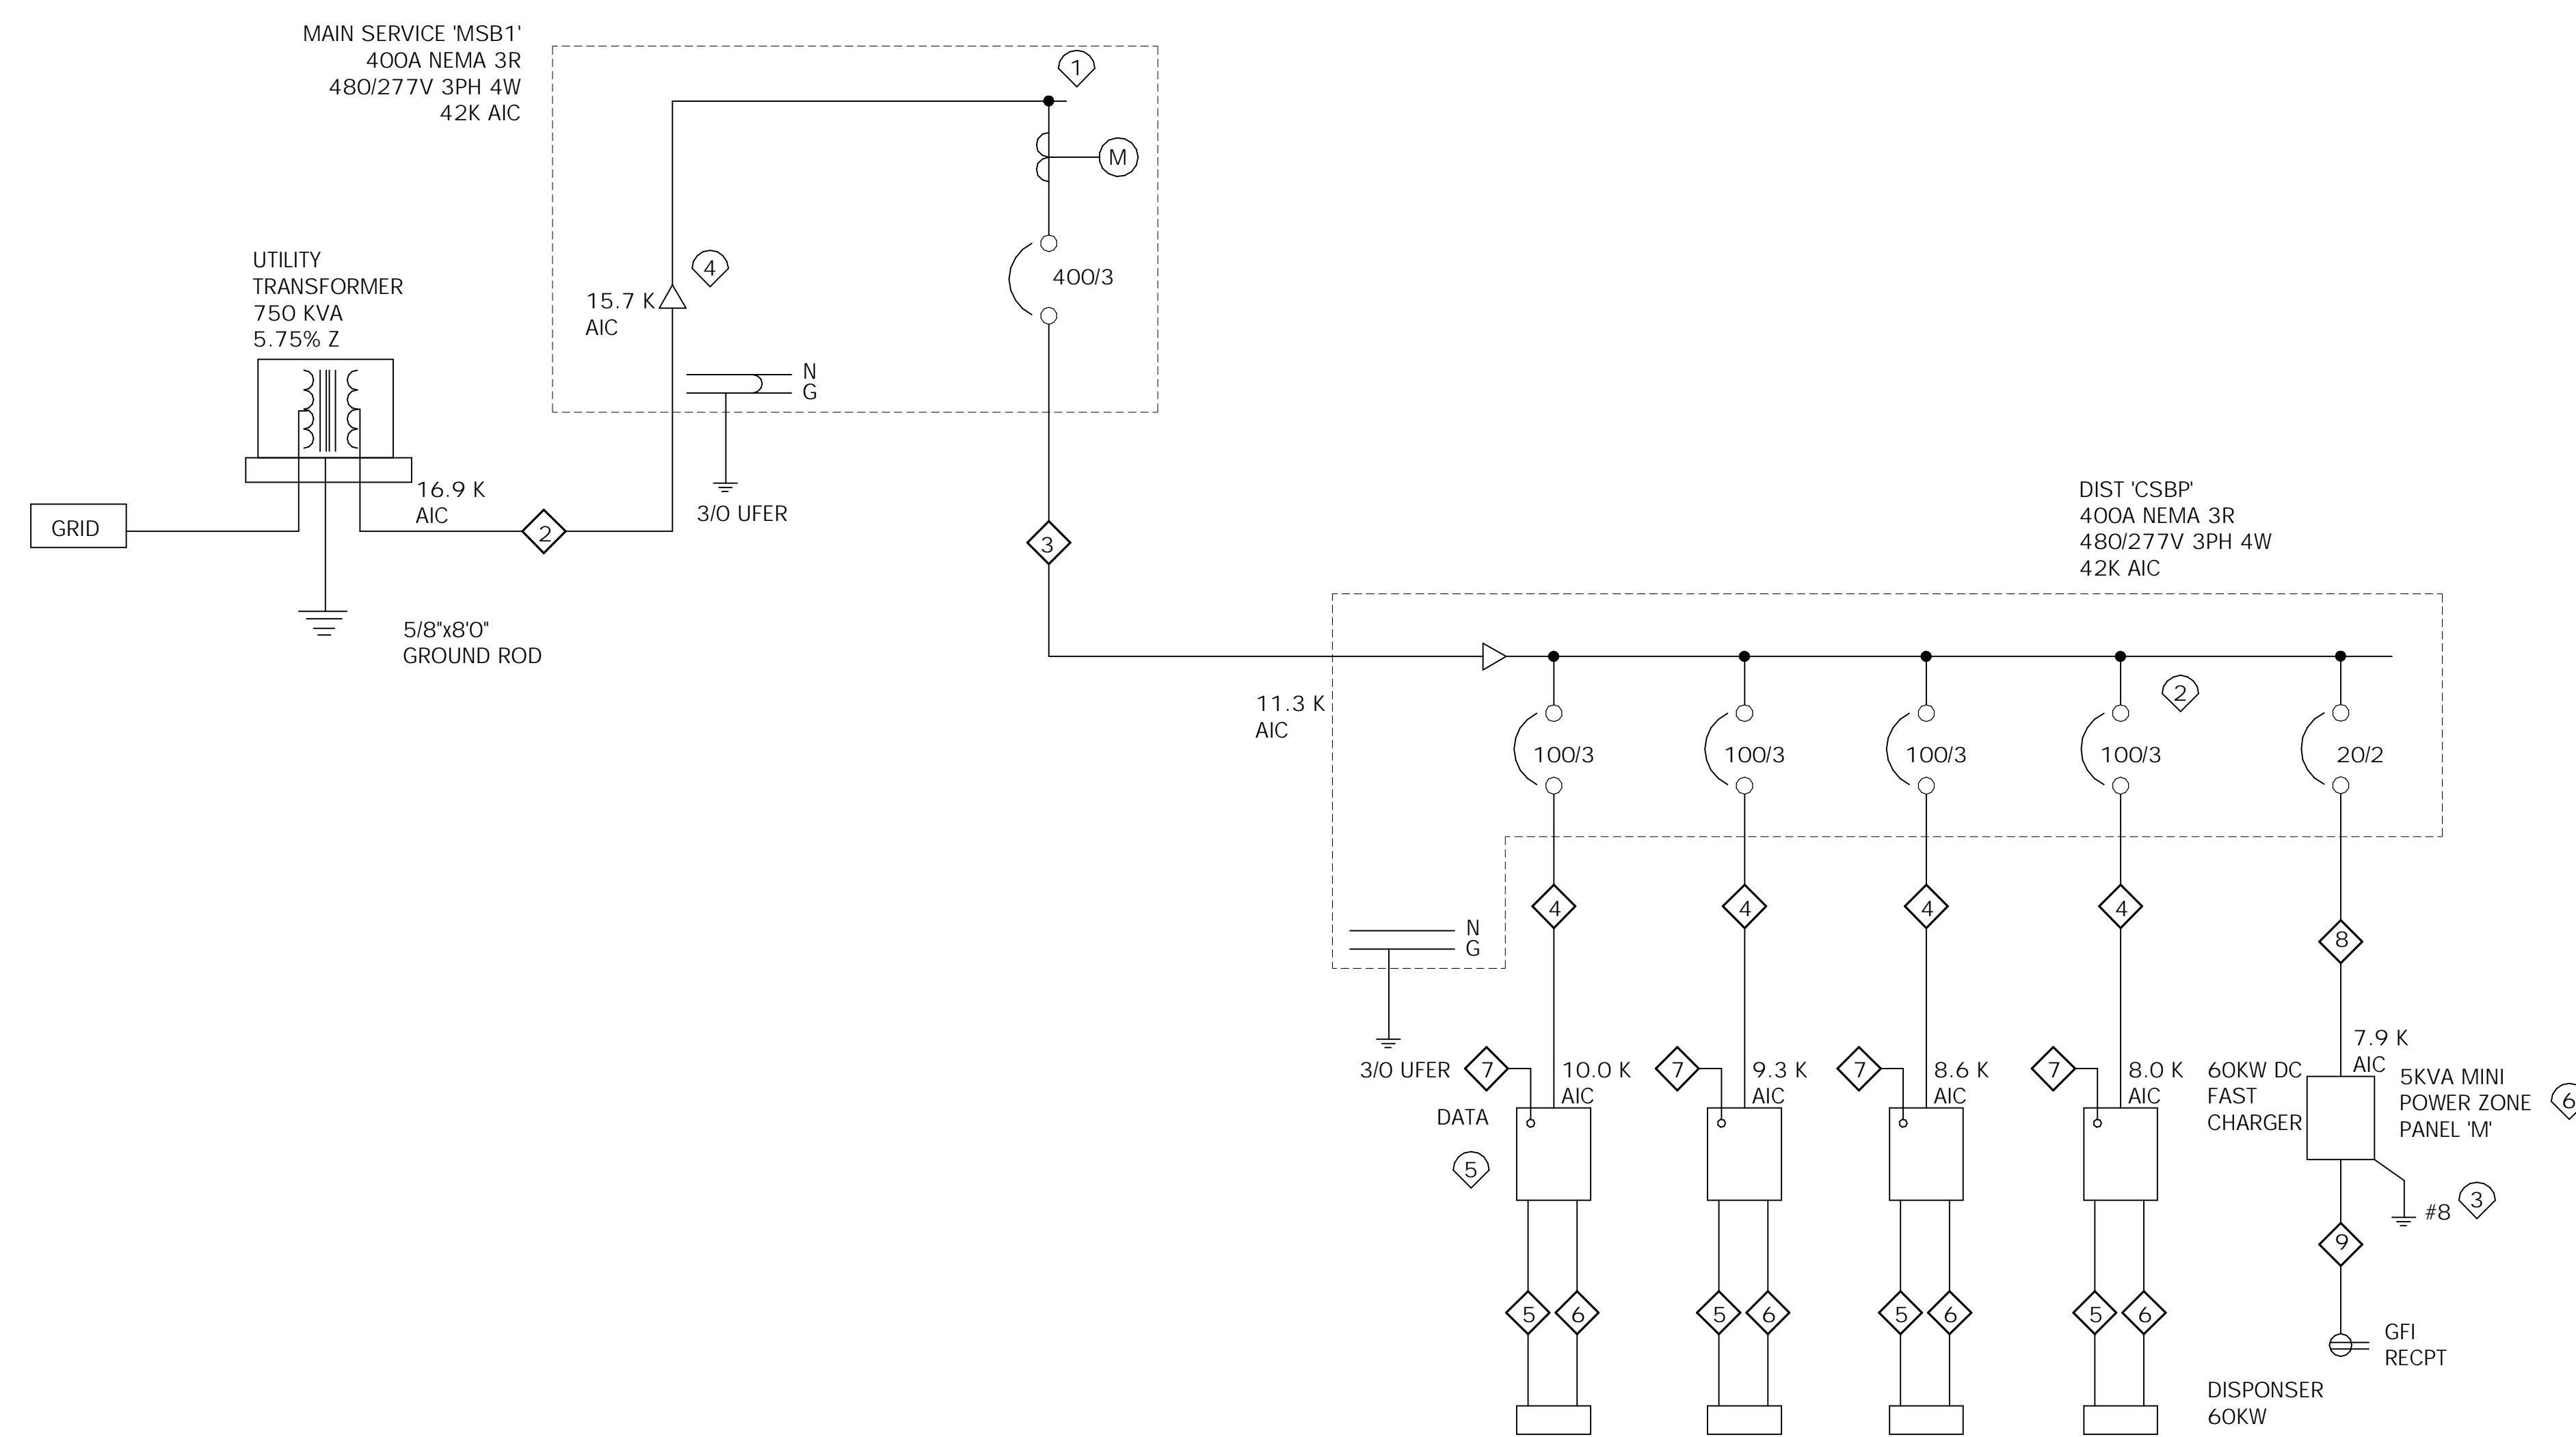 MAIN SERVICE 'MSB1'
400A NEMA 3R
480/277V 3PH 4W
42K AIC
1
M
400/3
4
15.7 K
AIC
N
G
3/0 UFER
UTILITY
TRANSFORMER
750 KVA
5.75% Z
16.9 K
AIC
GRID
2
3
5/8"x8'0"
GROUND ROD
DIST 'CSBP'
400A NEMA 3R
480/277V 3PH 4W
42K AIC
11.3 K
AIC
2
100/3
100/3
100/3
100/3
20/2
4
4
4
4
8
N
G
3/0 UFER
7
10.0 K
AIC
7
9.3 K
AIC
7
8.6 K
AIC
7
8.0 K
AIC
7.9 K
AIC
DATA
5
60KW DC
FAST
CHARGER
5KVA MINI
POWER ZONE
PANEL 'M'
6
#8
3
9
5
6
5
6
5
6
5
6
GFI
RECPT
DISPONSER
60KW